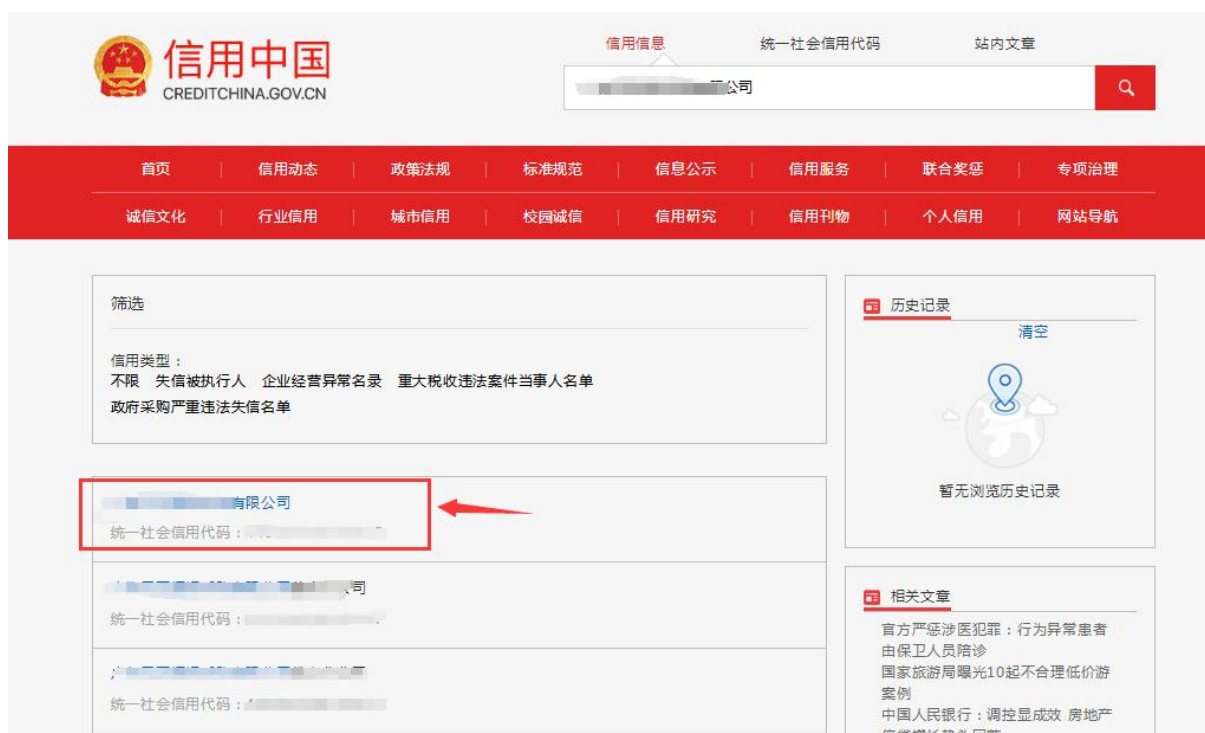 信用中国
CREDITCHINA.GOV.CN
信用信息 统一社会信用代码 站内文章
公司
首页 信用动态 政策法规 标准规范 信息公示 信用服务 联合奖惩 专项治理
诚信文化 行业信用 城市信用 校园诚信 信用研究 信用刊物 个人信用 网站导航
筛选
信用类型：
不限 失信被执行人 企业经营异常名录 重大税收违法案件当事人名单
政府采购严重违法失信名单
有限公司
统一社会信用代码：
司
统一社会信用代码：
统一社会信用代码：
历史记录
清空
暂无浏览历史记录
相关文章
官方严惩涉医犯罪：行为异常患者
由保卫人员陪诊
国家旅游局曝光10起不合理低价游
案例
中国人民银行：调控显成效 房地产